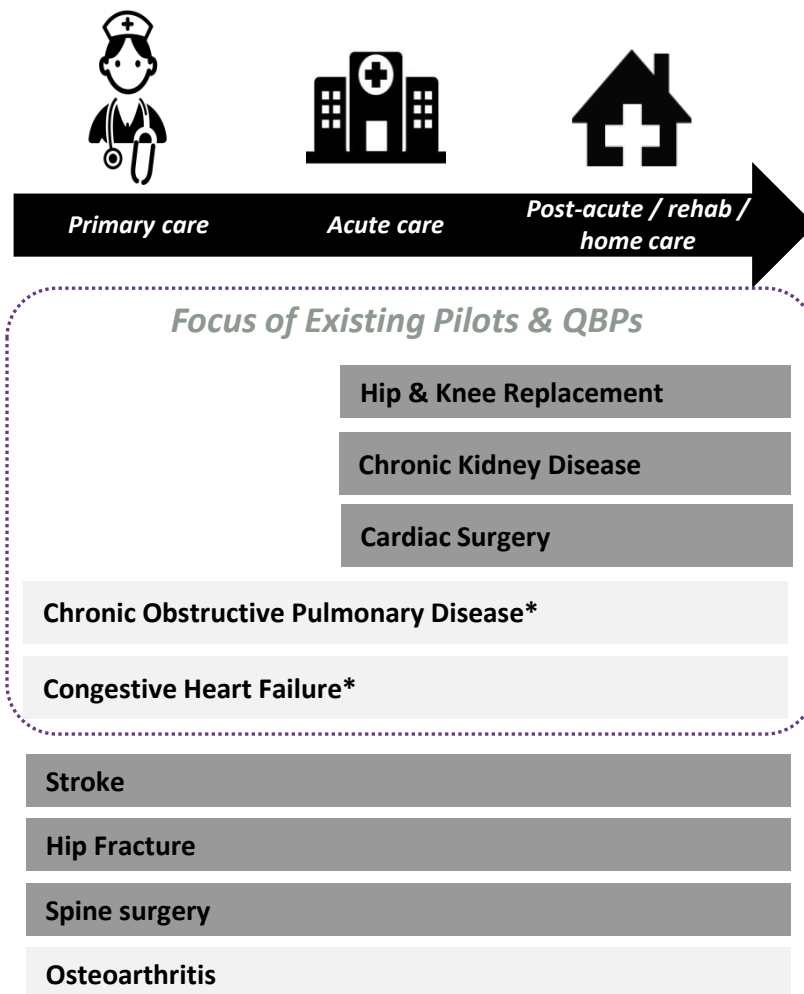 Primary care
Acute care
Post-acute / rehab /
home care
Focus of Existing Pilots & QBPs
Hip & Knee Replacement
Chronic Kidney Disease
Cardiac Surgery
Chronic Obstructive Pulmonary Disease*
Congestive Heart Failure*
Stroke
Hip Fracture
Spine surgery
Osteoarthritis